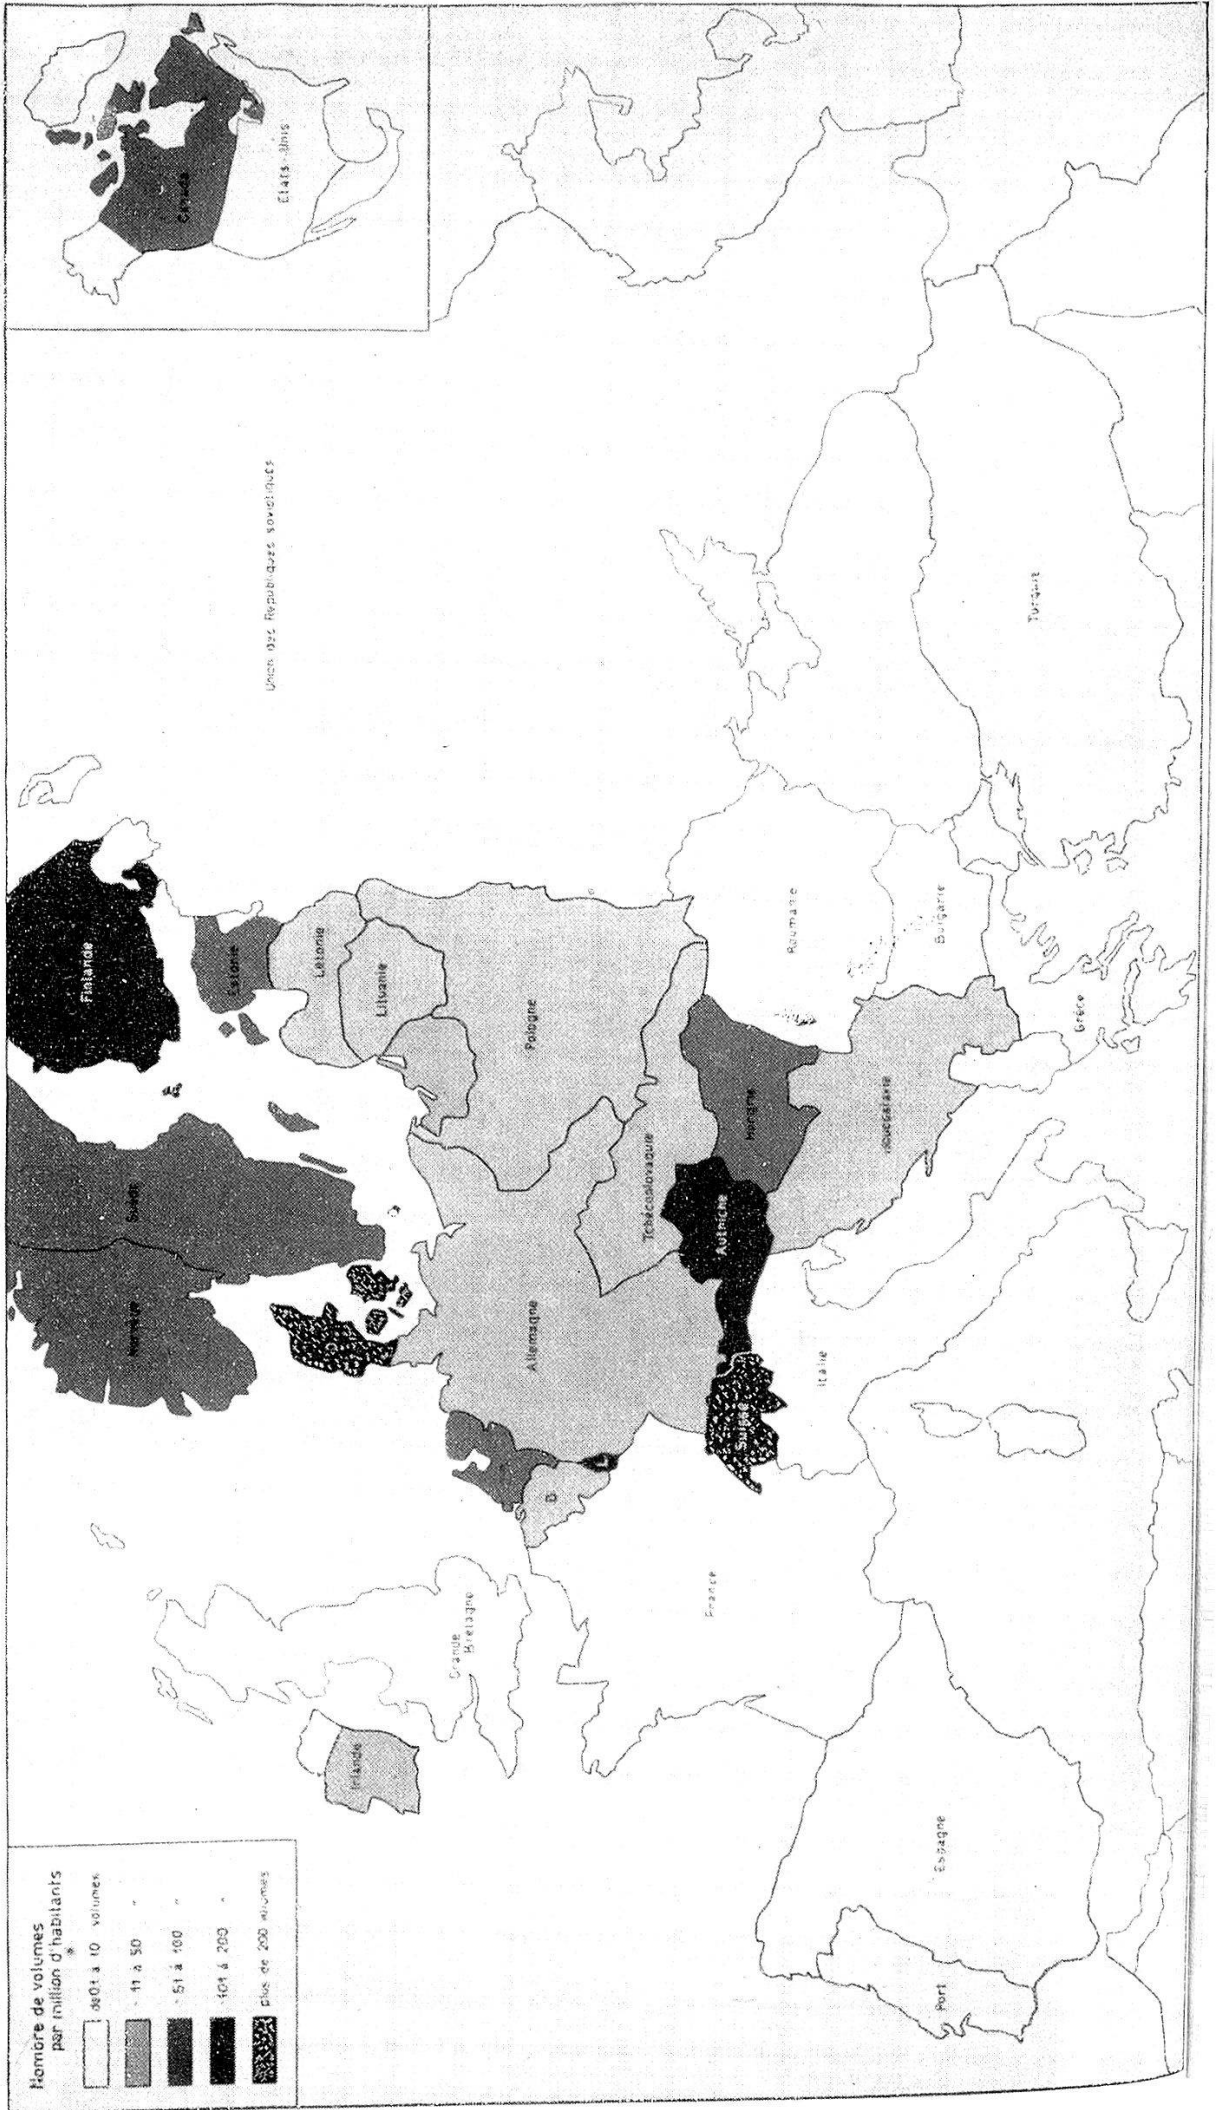 Nombre de volumes
par million d'habitants
de 0,1 à 10 volumes
- 11 à 50 "
- 51 à 100 "
- 101 à 200 "
plus de 200 volumes
Canada
Etats-Unis
Union des Républiques soviétiques
Finlande
Estonie
Létonie
Lituanie
Suède
Norvège
Pologne
Allemagne
Tchécoslovaquie
Autriche
Hongrie
Roumanie
Bulgarie
Yougoslavie
Grèce
Turquie
Italie
Suisse
B
L
France
Grande
Bretagne
Irlande
Espagne
Port